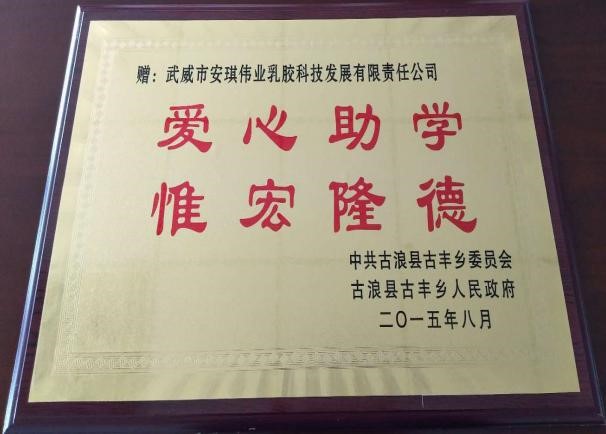 赠：武威市安琪伟业乳胶科技发展有限责任公司
爱心助学
惟宏隆德
中共古浪县古丰乡委员会
古浪县古丰乡人民政府
二〇一五年八月